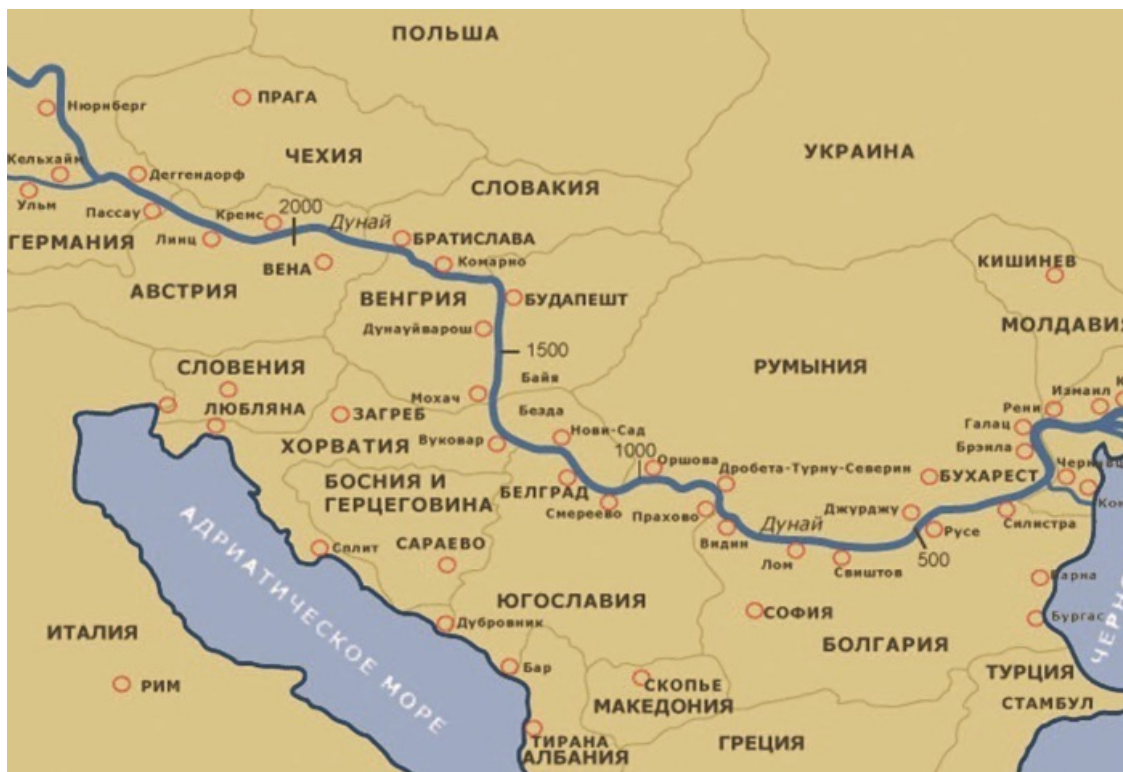 ПОЛЬША
ПРАГА
Нюрнберг
ЧЕХИЯ
УКРАИНА
Кельхайм
Деггендорф
СЛОВАКИЯ
Ульм
Пассау
Кремс
2000
Дунай
ГЕРМАНИЯ
Линц
БРАТИСЛАВА
ВЕНА
Комарно
КИШИНЕВ
АВСТРИЯ
ВЕНГРИЯ
БУДАПЕШТ
Дунауйварош
МОЛДАВИЯ
1500
СЛОВЕНИЯ
РУМЫНИЯ
Байя
Мохач
Измаил
ЛЮБЛЯНА
ЗАГРЕБ
Безда
Рени
Галац
ХОРВАТИЯ
Вуковар
Нови-Сад
Брэила
1000
Оршова
Дробета-Турну-Северин
БУХАРЕСТ
БОСНИЯ И
ГЕРЦЕГОВИНА
БЕЛГРАД
Смереево
Прахово
Дунай
Джурджу
Силистра
Видин
Русе
500
Сплит
САРАЕВО
Лом
Свиштов
Варна
ЮГОСЛАВИЯ
СОФИЯ
Бургас
Дубровник
ИТАЛИЯ
БОЛГАРИЯ
АДРИАТИЧЕСКОЕ МОРЕ
Бар
ТУРЦИЯ
РИМ
СКОПЬЕ
МАКЕДОНИЯ
СТАМБУЛ
ТИРАНА
АЛБАНИЯ
ГРЕЦИЯ